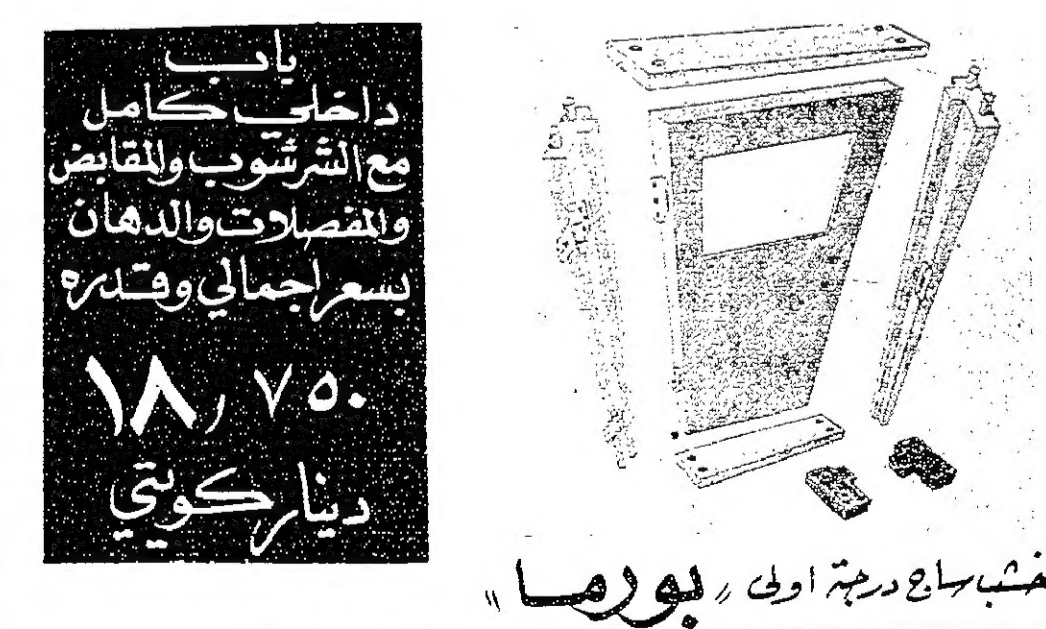 باب
داخلي كامل
مع الشرشوب والمقابض
والمفصلات والدهان
بسعر اجمالي وقدره
١٨٫٧٥٠
دينار كويتي
خشب ساج درجة اولى " بورما "